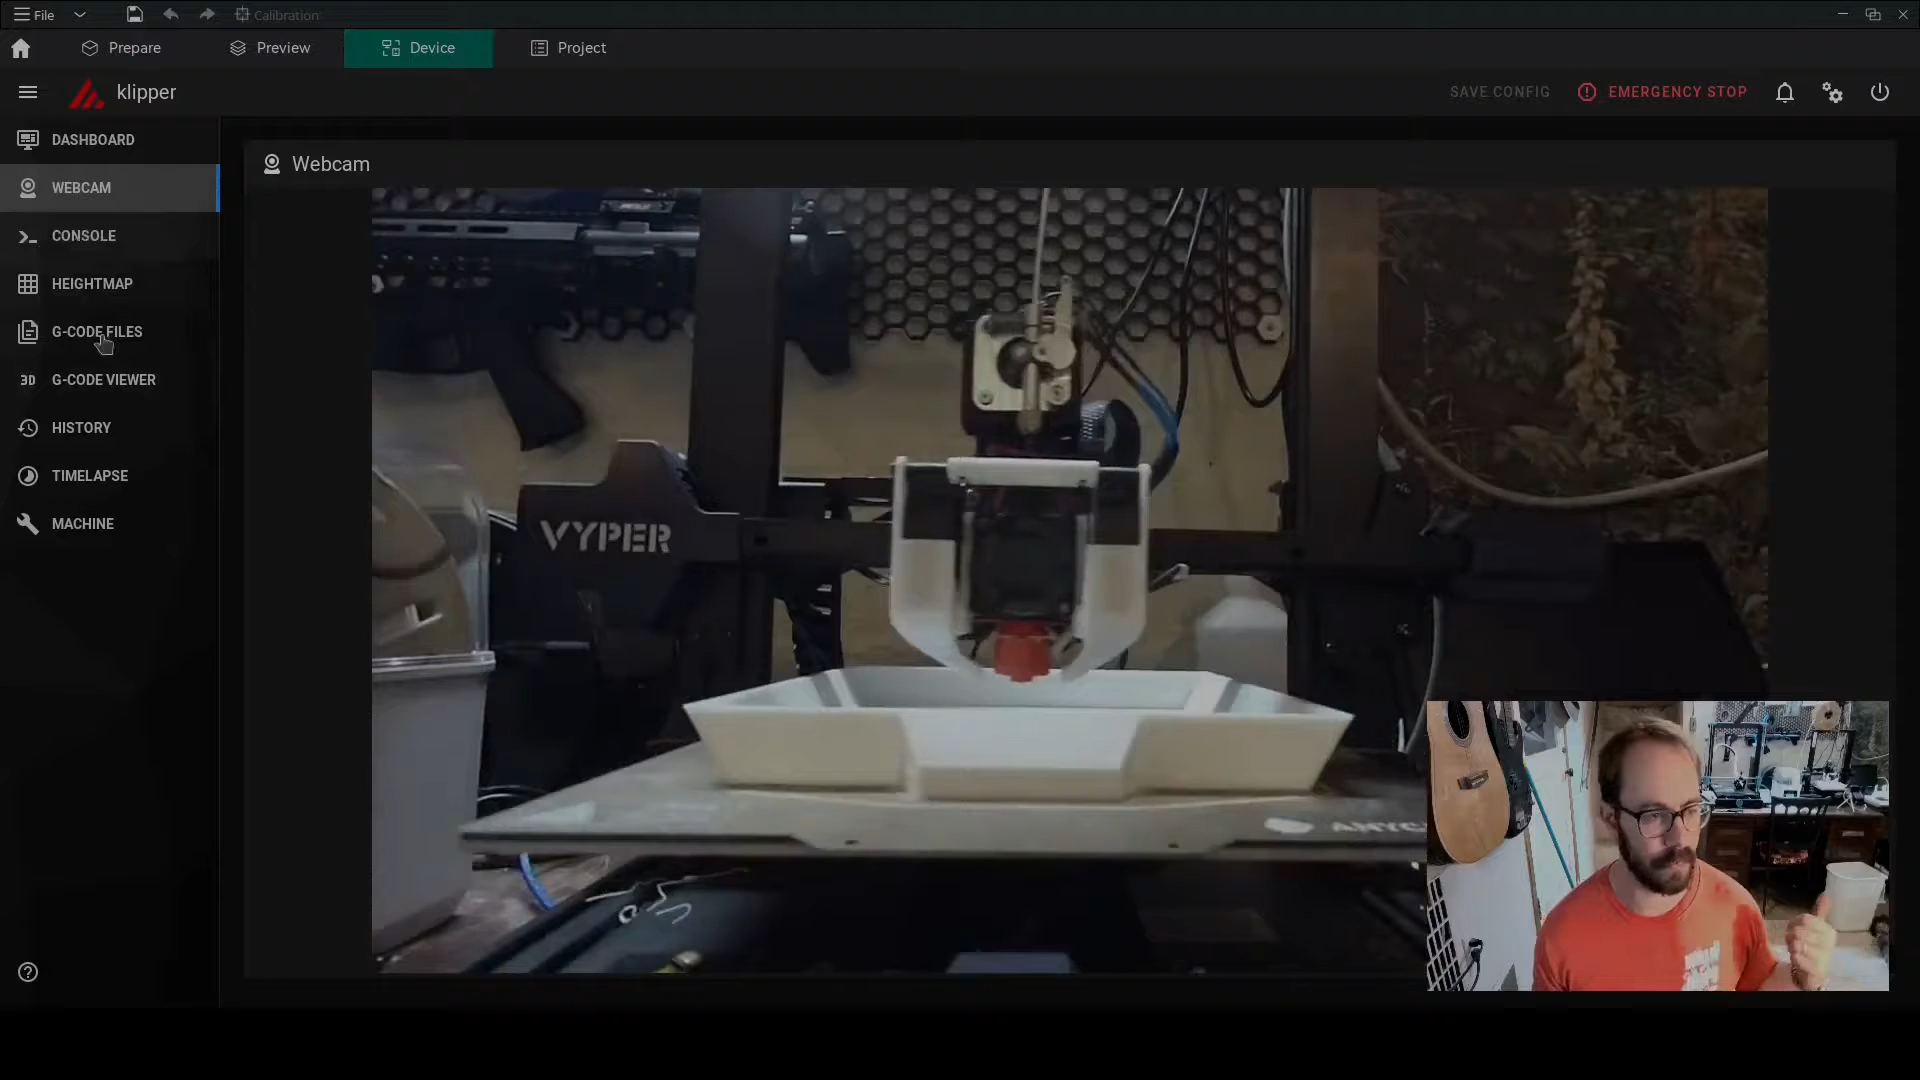 File
Calibration
Prepare
Preview
Device
Project
klipper
SAVE CONFIG
EMERGENCY STOP
DASHBOARD
WEBCAM
CONSOLE
HEIGHTMAP
G-CODE FILES
3D G-CODE VIEWER
HISTORY
TIMELAPSE
MACHINE
Webcam
VYPER